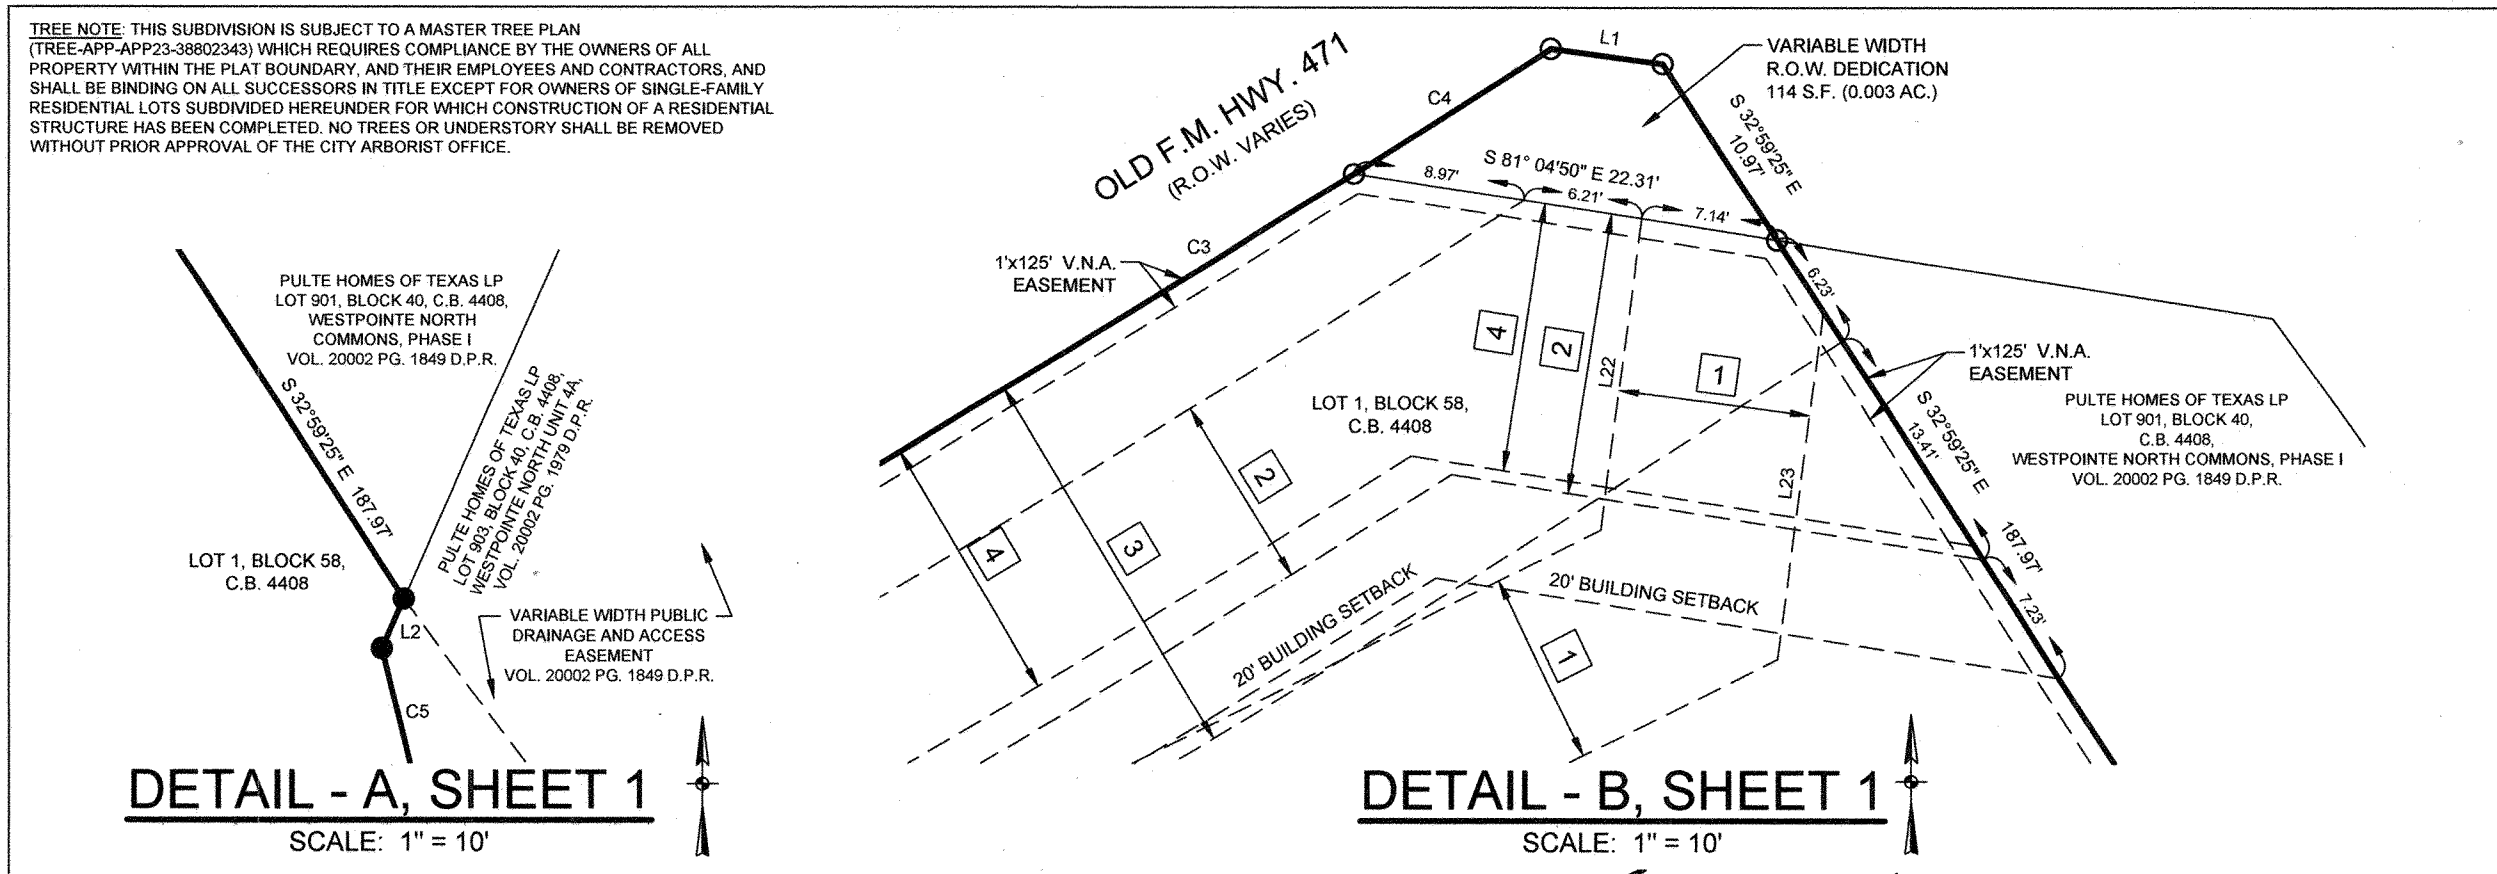 TREE NOTE: THIS SUBDIVISION IS SUBJECT TO A MASTER TREE PLAN
(TREE-APP-APP23-38802343) WHICH REQUIRES COMPLIANCE BY THE OWNERS OF ALL
PROPERTY WITHIN THE PLAT BOUNDARY, AND THEIR EMPLOYEES AND CONTRACTORS, AND
SHALL BE BINDING ON ALL SUCCESSORS IN TITLE EXCEPT FOR OWNERS OF SINGLE-FAMILY
RESIDENTIAL LOTS SUBDIVIDED HEREUNDER FOR WHICH CONSTRUCTION OF A RESIDENTIAL
STRUCTURE HAS BEEN COMPLETED. NO TREES OR UNDERSTORY SHALL BE REMOVED
WITHOUT PRIOR APPROVAL OF THE CITY ARBORIST OFFICE.
PULTE HOMES OF TEXAS LP
LOT 901, BLOCK 40, C.B. 4408,
WESTPOINTE NORTH
COMMONS, PHASE I
VOL. 20002 PG. 1849 D.P.R.
S 32°59'25" E 187.97'
PULTE HOMES OF TEXAS LP
LOT 903, BLOCK 40, C.B. 4408,
WESTPOINTE NORTH UNIT 4A,
VOL. 20002 PG. 1979 D.P.R.
LOT 1, BLOCK 58,
C.B. 4408
L2
VARIABLE WIDTH PUBLIC
DRAINAGE AND ACCESS
EASEMENT
VOL. 20002 PG. 1849 D.P.R.
C5
DETAIL - A, SHEET 1
SCALE: 1" = 10'
OLD F.M. HWY. 471
(R.O.W. VARIES)
L1
C4
VARIABLE WIDTH
R.O.W. DEDICATION
114 S.F. (0.003 AC.)
S 32°59'25" E
10.97'
S 81° 04'50" E 22.31'
8.97'
6.21'
7.14'
C3
1'x125' V.N.A.
EASEMENT
6.23'
4
2
L22
1
1'x125' V.N.A.
EASEMENT
LOT 1, BLOCK 58,
C.B. 4408
S 32°59'25" E
13.41'
PULTE HOMES OF TEXAS LP
LOT 901, BLOCK 40,
C.B. 4408,
WESTPOINTE NORTH COMMONS, PHASE I
VOL. 20002 PG. 1849 D.P.R.
L23
2
3
4
187.97'
7.23'
20' BUILDING SETBACK
20' BUILDING SETBACK
1
DETAIL - B, SHEET 1
SCALE: 1" = 10'